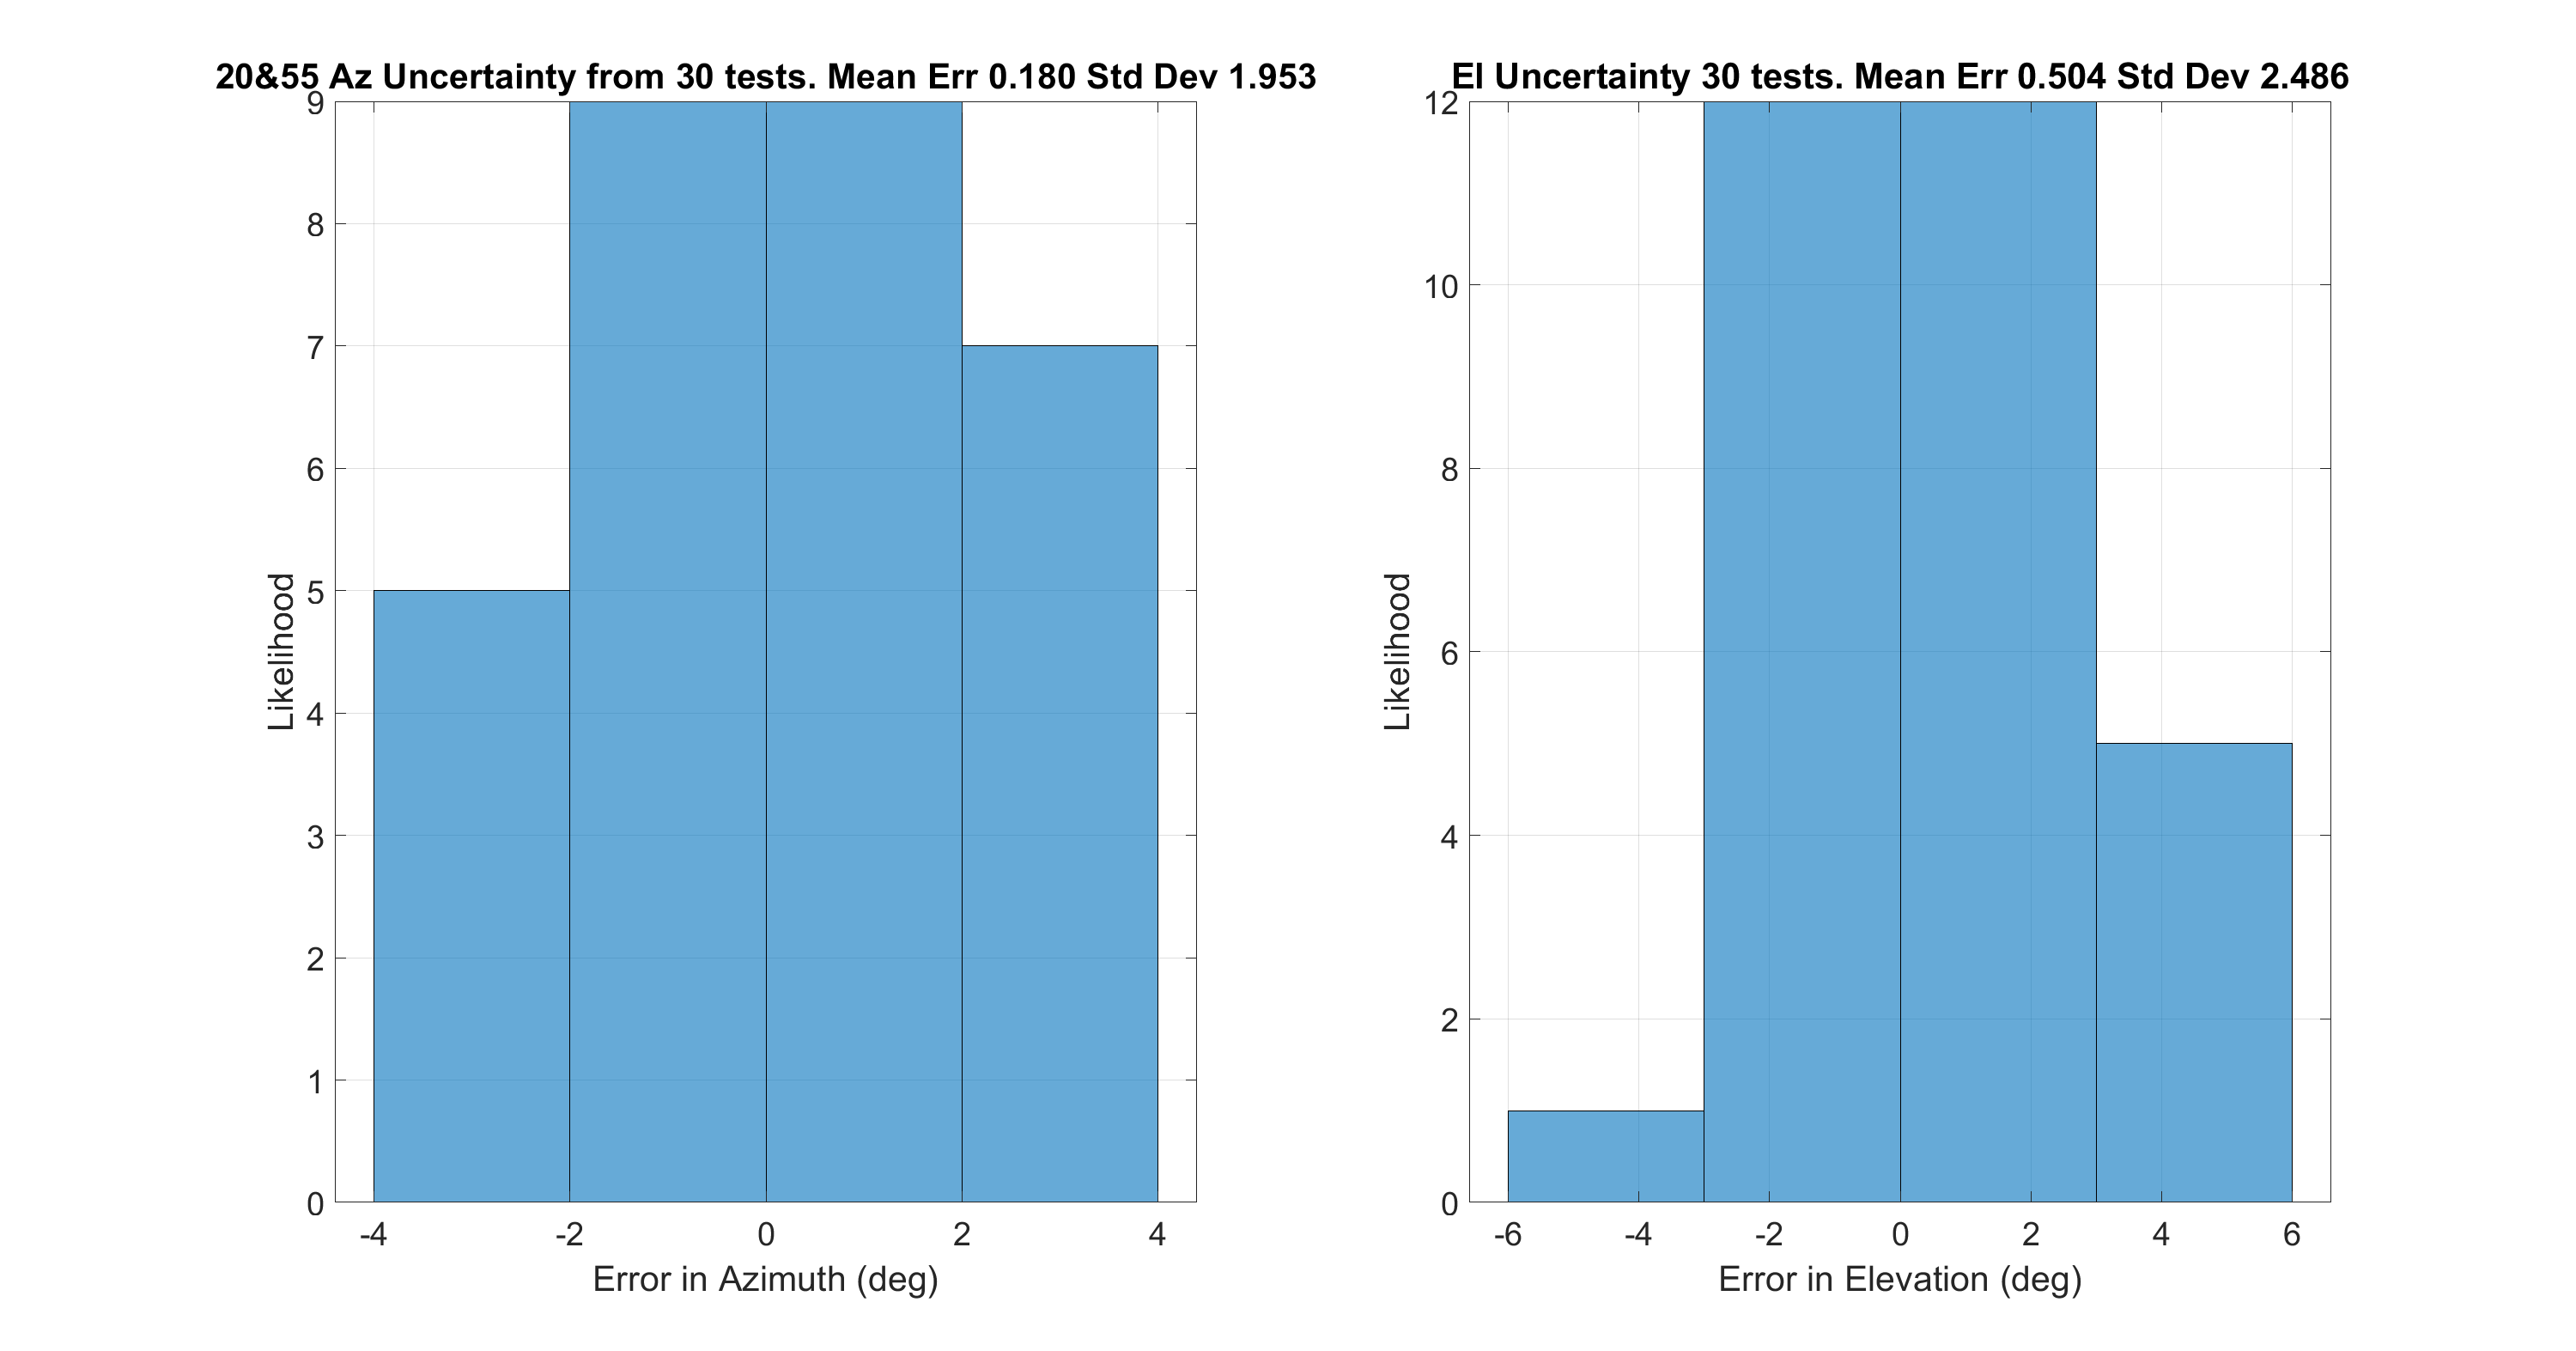 20&55 Az Uncertainty from 30 tests. Mean Err 0.180 Std Dev 1.953
9
8
7
6
5
4
3
2
1
0
Likelihood
-4 -2 0 2 4
Error in Azimuth (deg)
El Uncertainty 30 tests. Mean Err 0.504 Std Dev 2.486
12
10
8
6
4
2
0
Likelihood
-6 -4 -2 0 2 4 6
Error in Elevation (deg)